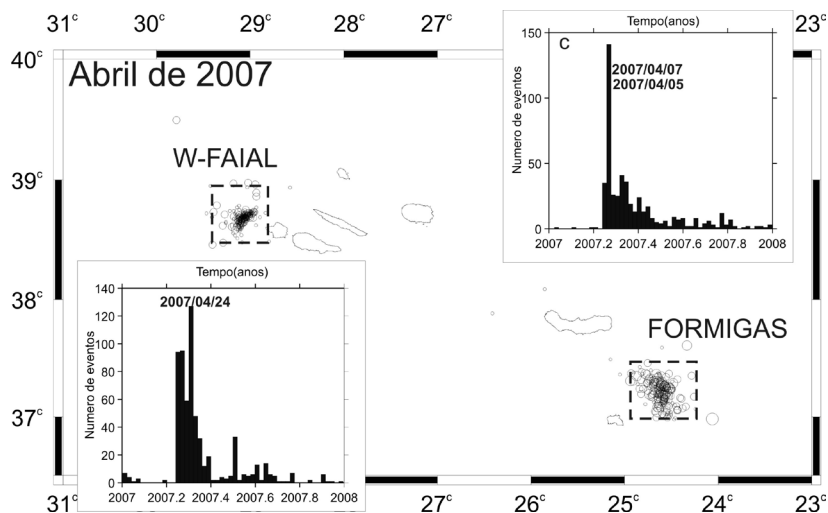 31° 30° 29° 28° 27° 23°
Tempo(anos)
C
150
100
50
0
Numero de eventos
2007/04/07
2007/04/05
2007 2007.2 2007.4 2007.6 2007.8 2008
40°
Abril de 2007
W-FAIAL
39°
39°
38°
38°
37°
37°
FORMIGAS
Tempo(anos)
140
120
100
80
60
40
20
0
Numero de eventos
2007/04/24
2007 2007.2 2007.4 2007.6 2007.8 2008
31° 27° 26° 25° 24° 23°